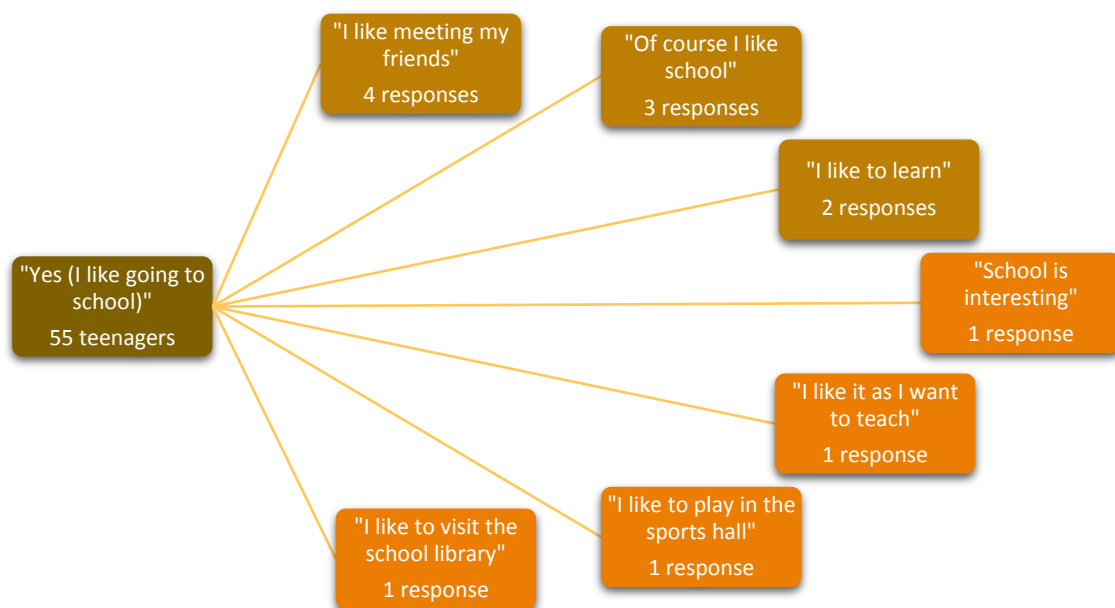 "I like meeting my
friends"
4 responses
"Of course I like
school"
3 responses
"I like to learn"
2 responses
"Yes (I like going to
school)"
55 teenagers
"School is
interesting"
1 response
"I like it as I want
to teach"
1 response
"I like to play in the
sports hall"
1 response
"I like to visit the
school library"
1 response